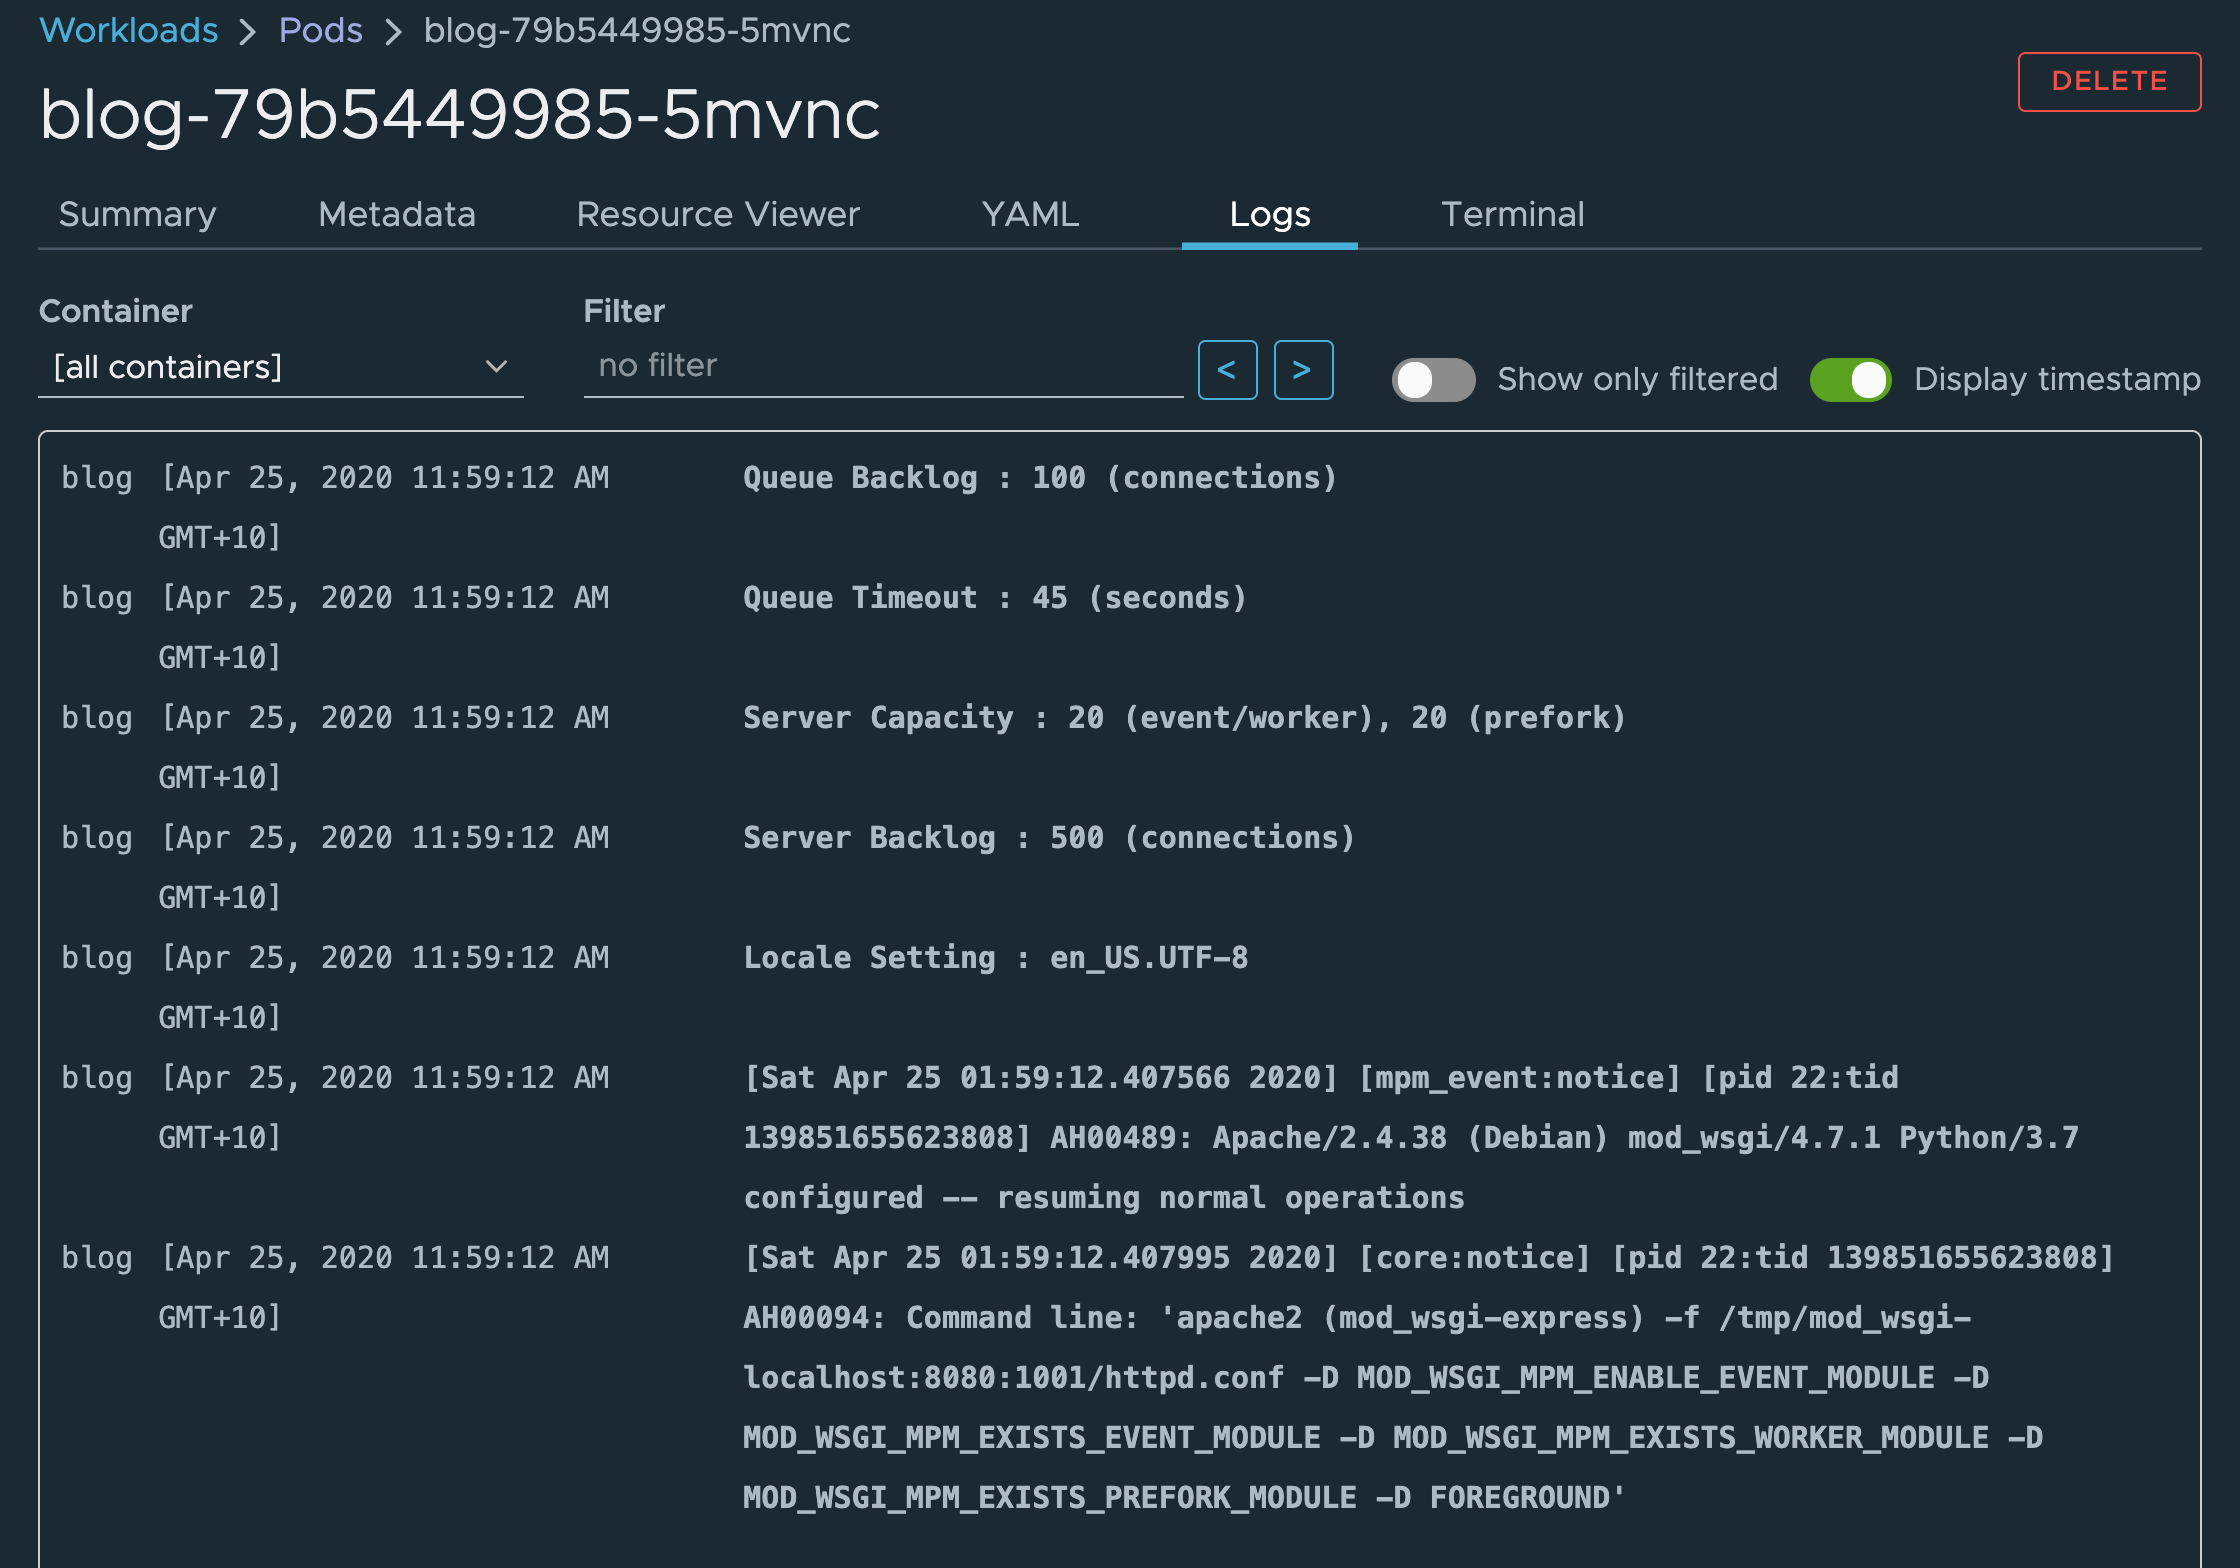 Workloads > Pods > blog-79b5449985-5mvnc
DELETE
blog-79b5449985-5mvnc
Summary Metadata Resource Viewer YAML Logs Terminal
Container Filter
[all containers] no filter < > Show only filtered Display timestamp
blog [Apr 25, 2020 11:59:12 AM Queue Backlog : 100 (connections)
GMT+10]
blog [Apr 25, 2020 11:59:12 AM Queue Timeout : 45 (seconds)
GMT+10]
blog [Apr 25, 2020 11:59:12 AM Server Capacity : 20 (event/worker), 20 (prefork)
GMT+10]
blog [Apr 25, 2020 11:59:12 AM Server Backlog : 500 (connections)
GMT+10]
blog [Apr 25, 2020 11:59:12 AM Locale Setting : en_US.UTF-8
GMT+10]
blog [Apr 25, 2020 11:59:12 AM [Sat Apr 25 01:59:12.407566 2020] [mpm_event:notice] [pid 22:tid
GMT+10] 139851655623808] AH00489: Apache/2.4.38 (Debian) mod_wsgi/4.7.1 Python/3.7
configured -- resuming normal operations
blog [Apr 25, 2020 11:59:12 AM [Sat Apr 25 01:59:12.407995 2020] [core:notice] [pid 22:tid 139851655623808]
GMT+10] AH00094: Command line: 'apache2 (mod_wsgi-express) -f /tmp/mod_wsgi-
localhost:8080:1001/httpd.conf -D MOD_WSGI_MPM_ENABLE_EVENT_MODULE -D
MOD_WSGI_MPM_EXISTS_EVENT_MODULE -D MOD_WSGI_MPM_EXISTS_WORKER_MODULE -D
MOD_WSGI_MPM_EXISTS_PREFORK_MODULE -D FOREGROUND'